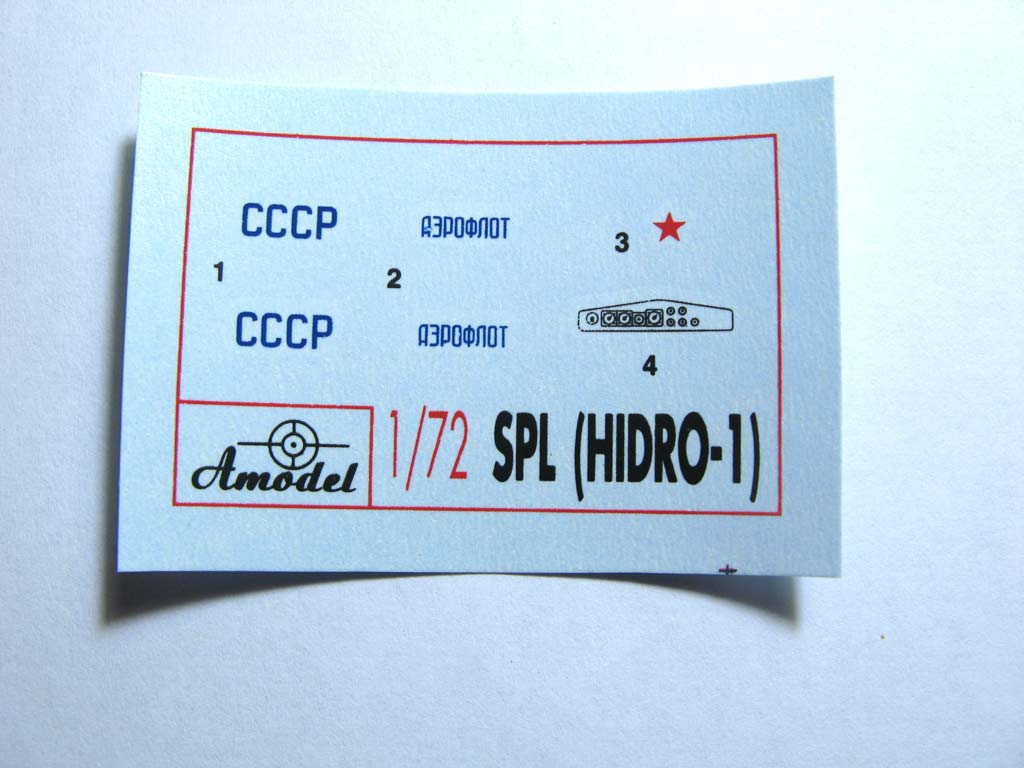 СССР АЭРОФЛОТ 3
1 2
СССР АЭРОФЛОТ
4
Amodel 1/72 SPL (HIDRO-1)